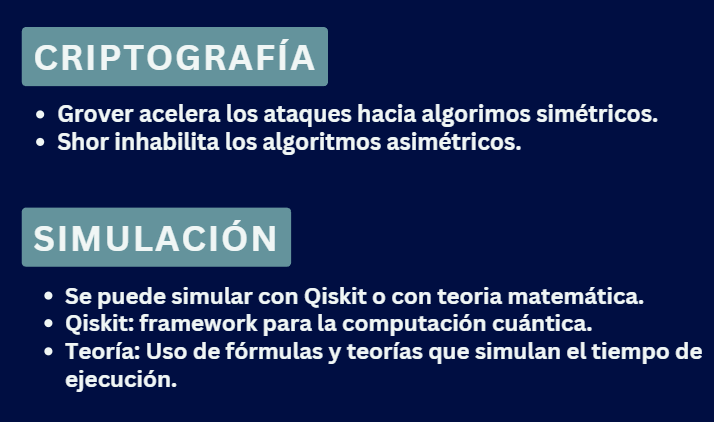 CRIPTOGRAFÍA
• Grover acelera los ataques hacia algorimos simétricos.
• Shor inhabilita los algoritmos asimétricos.
SIMULACIÓN
• Se puede simular con Qiskit o con teoria matemática.
• Qiskit: framework para la computación cuántica.
• Teoría: Uso de fórmulas y teorías que simulan el tiempo de
ejecución.